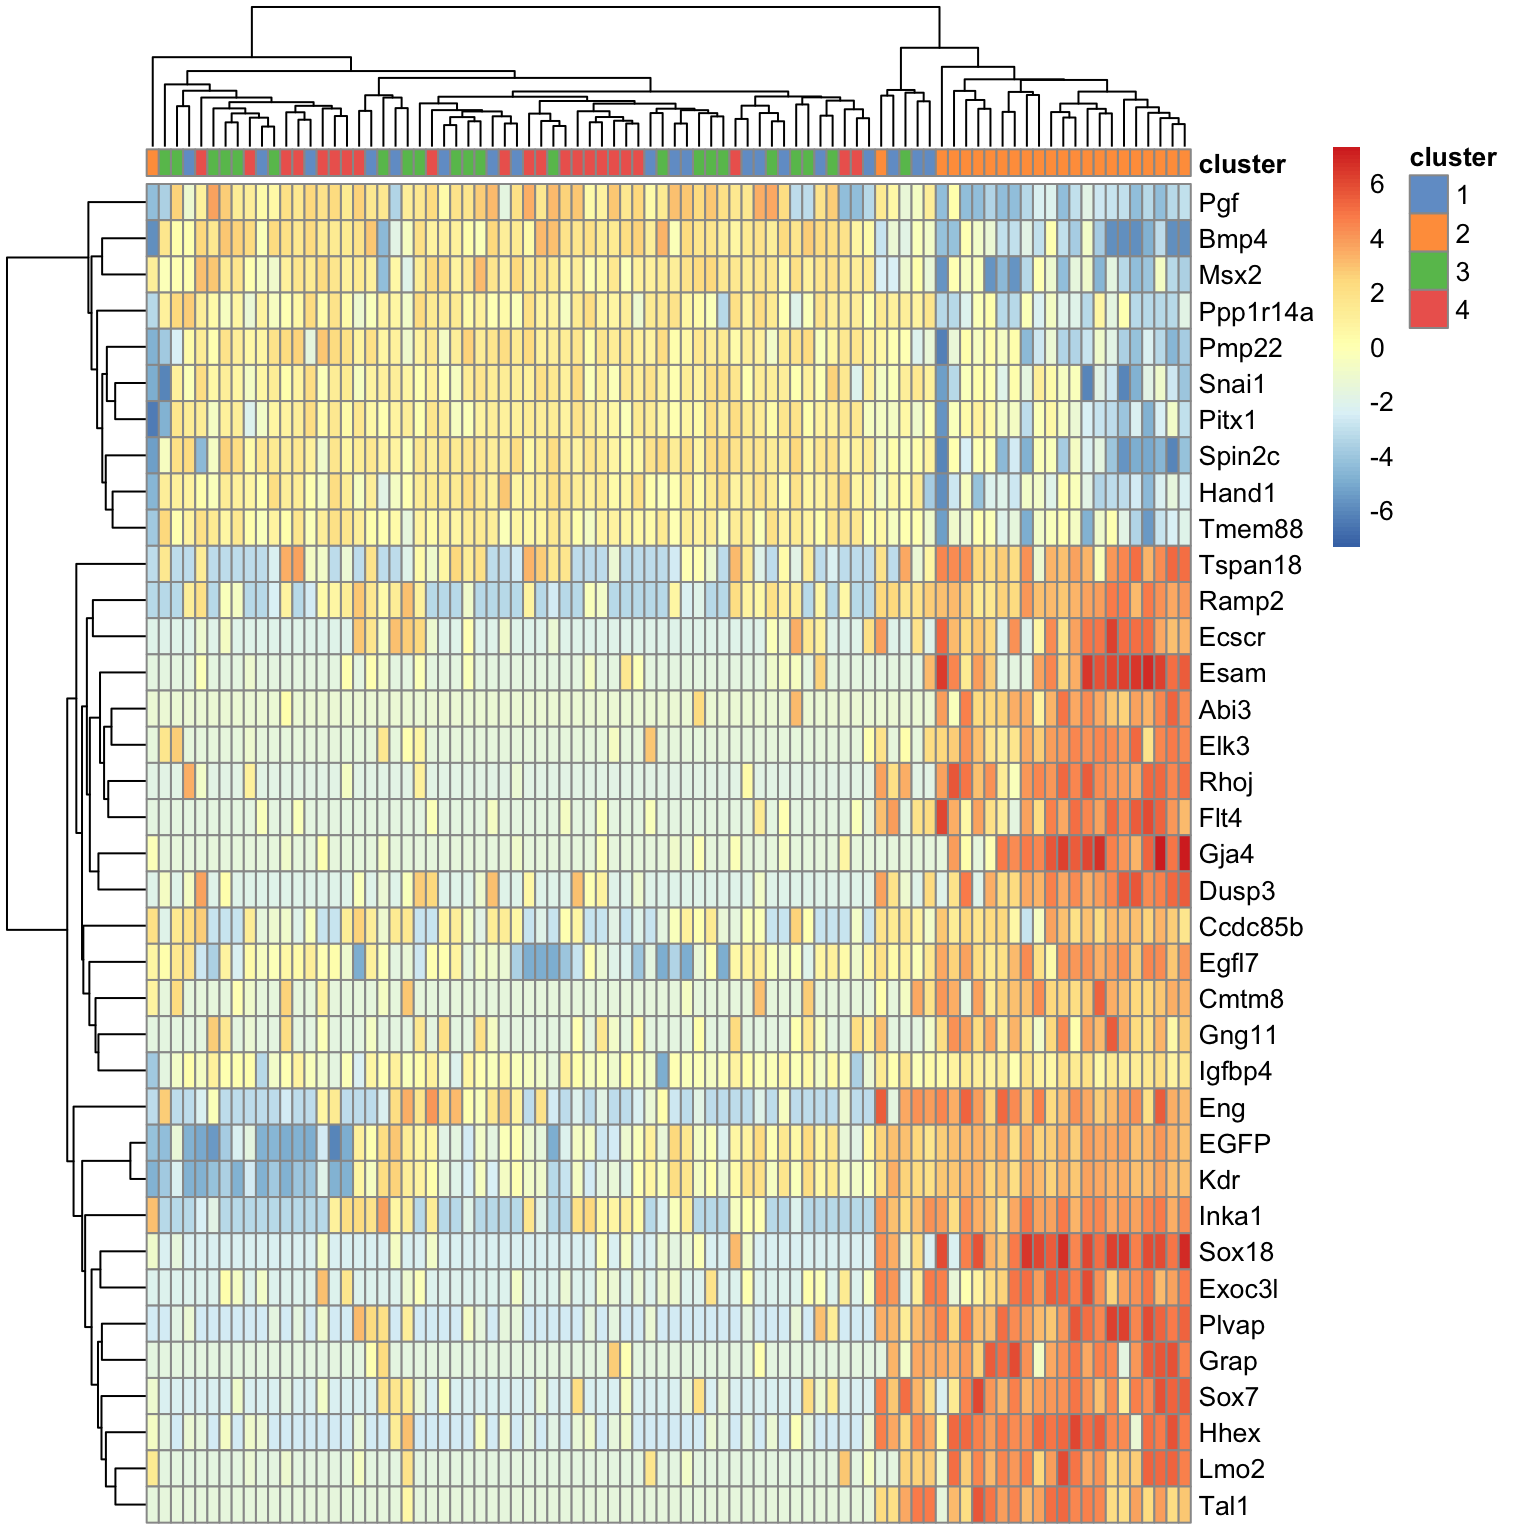 cluster
Pgf
Bmp4
Msx2
Ppp1r14a
Pmp22
Snai1
Pitx1
Spin2c
Hand1
Tmem88
Tspan18
Ramp2
Ecscr
Esam
Abi3
Elk3
Rhoj
Flt4
Gja4
Dusp3
Ccdc85b
Egfl7
Cmtm8
Gng11
Igfbp4
Eng
EGFP
Kdr
Inka1
Sox18
Exoc3l
Plvap
Grap
Sox7
Hhex
Lmo2
Tal1
6
4
2
0
-2
-4
-6
cluster
1
2
3
4